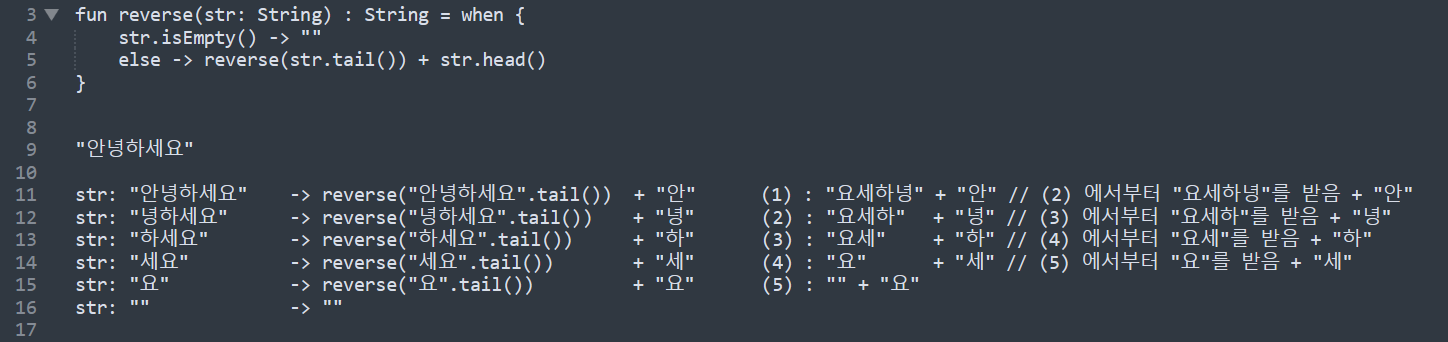 3 fun reverse(str: String) : String = when {
4     str.isEmpty() -> ""
5     else -> reverse(str.tail()) + str.head()
6 }
7
8
9 "안녕하세요"
10
11 str: "안녕하세요"    -> reverse("안녕하세요".tail())  + "안"      (1) : "요세하녕" + "안" // (2) 에서부터 "요세하녕"를 받음 + "안"
12 str: "녕하세요"      -> reverse("녕하세요".tail())    + "녕"      (2) : "요세하"   + "녕" // (3) 에서부터 "요세하"를 받음 + "녕"
13 str: "하세요"        -> reverse("하세요".tail())      + "하"      (3) : "요세"     + "하" // (4) 에서부터 "요세"를 받음 + "하"
14 str: "세요"          -> reverse("세요".tail())        + "세"      (4) : "요"       + "세" // (5) 에서부터 "요"를 받음 + "세"
15 str: "요"            -> reverse("요".tail())          + "요"      (5) : "" + "요"
16 str: ""              -> ""
17